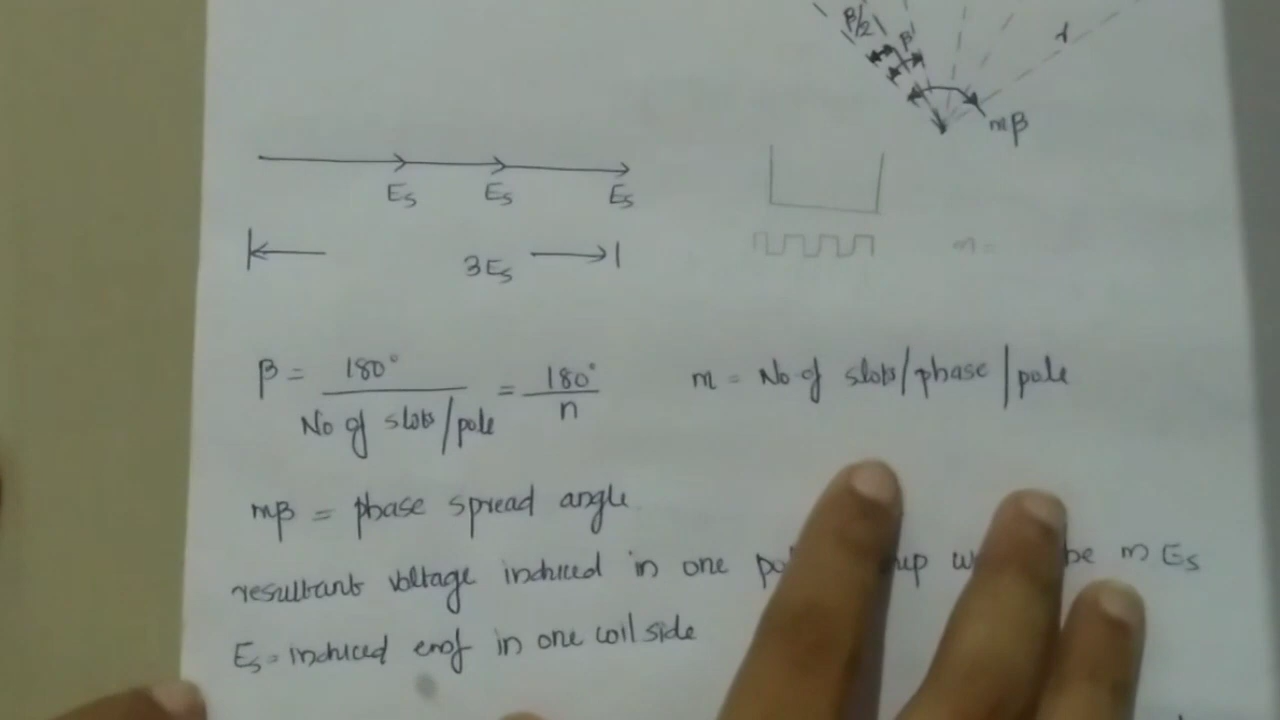 β/2
β
r
mβ
Es Es Es
3Es
m =
β = 180° / No of slots/pole = 180° / n
m = No of slots/phase/pole
mβ = phase spread angle
resultant voltage induced in one be m Es
Es = induced emf in one coil side